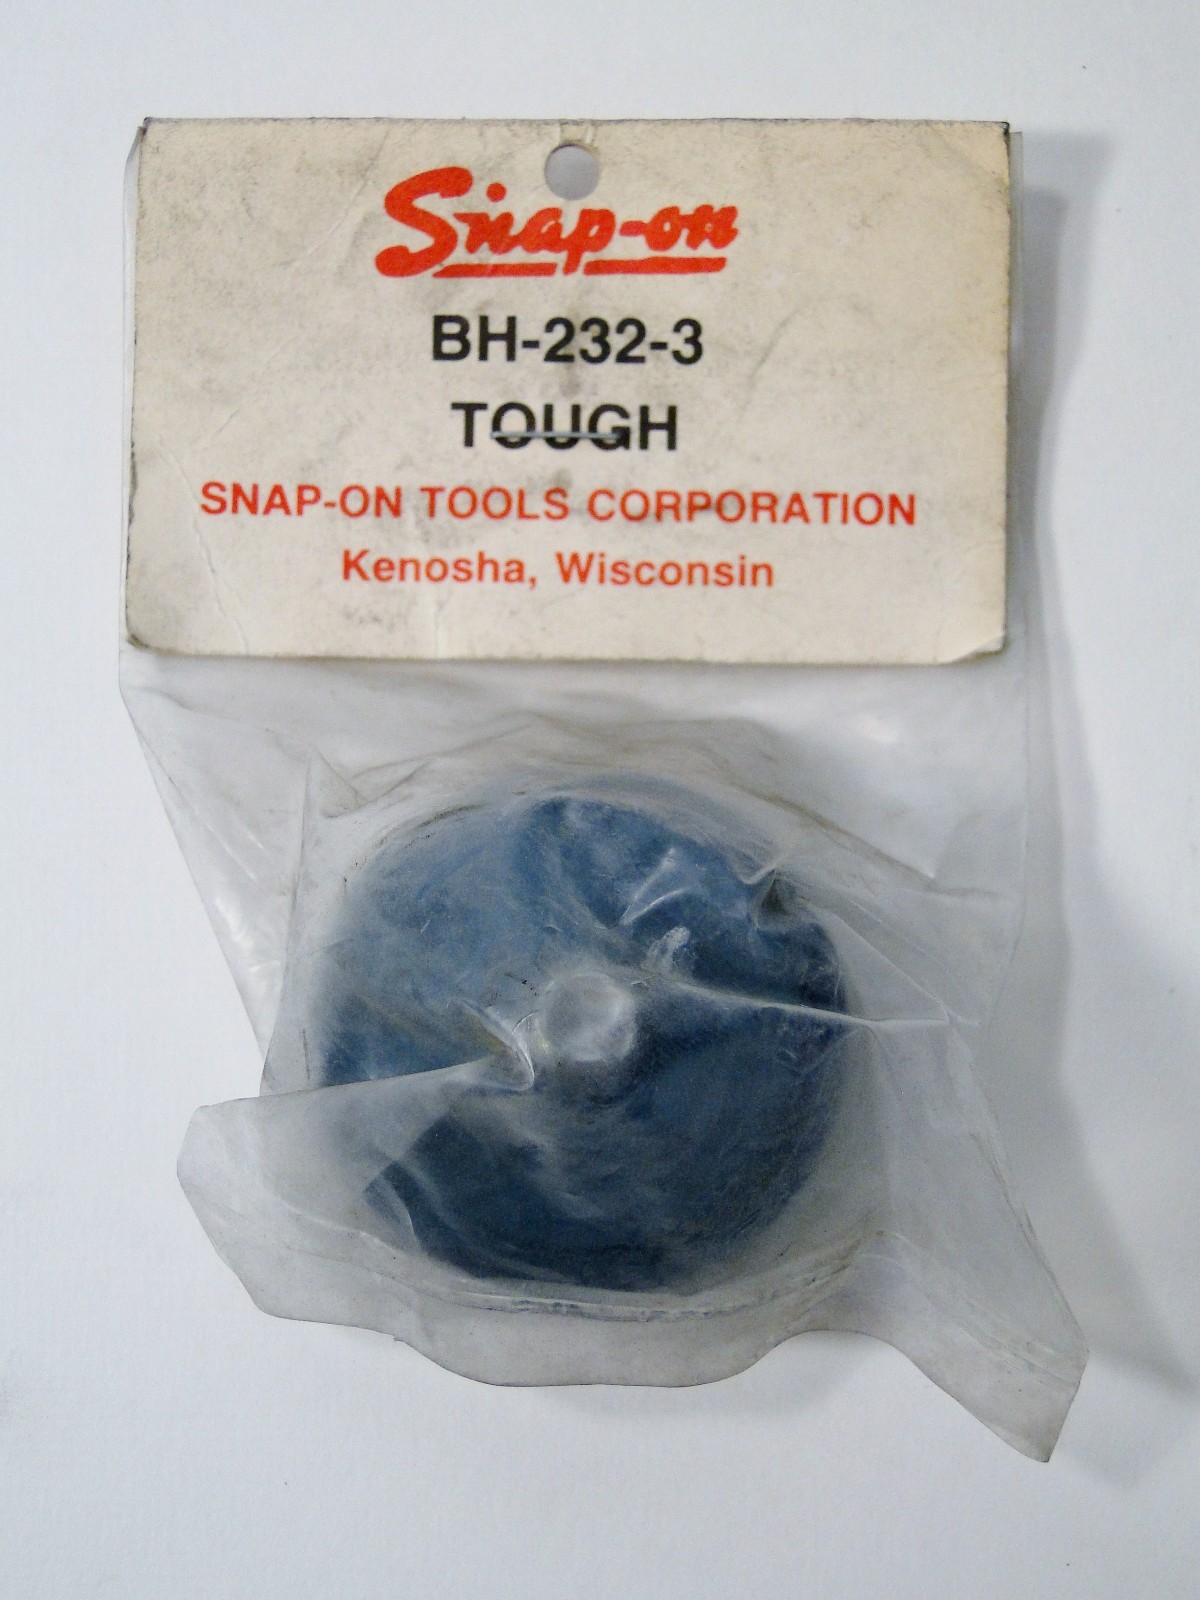 Snap-on
BH-232-3
TOUGH
SNAP-ON TOOLS CORPORATION
Kenosha, Wisconsin